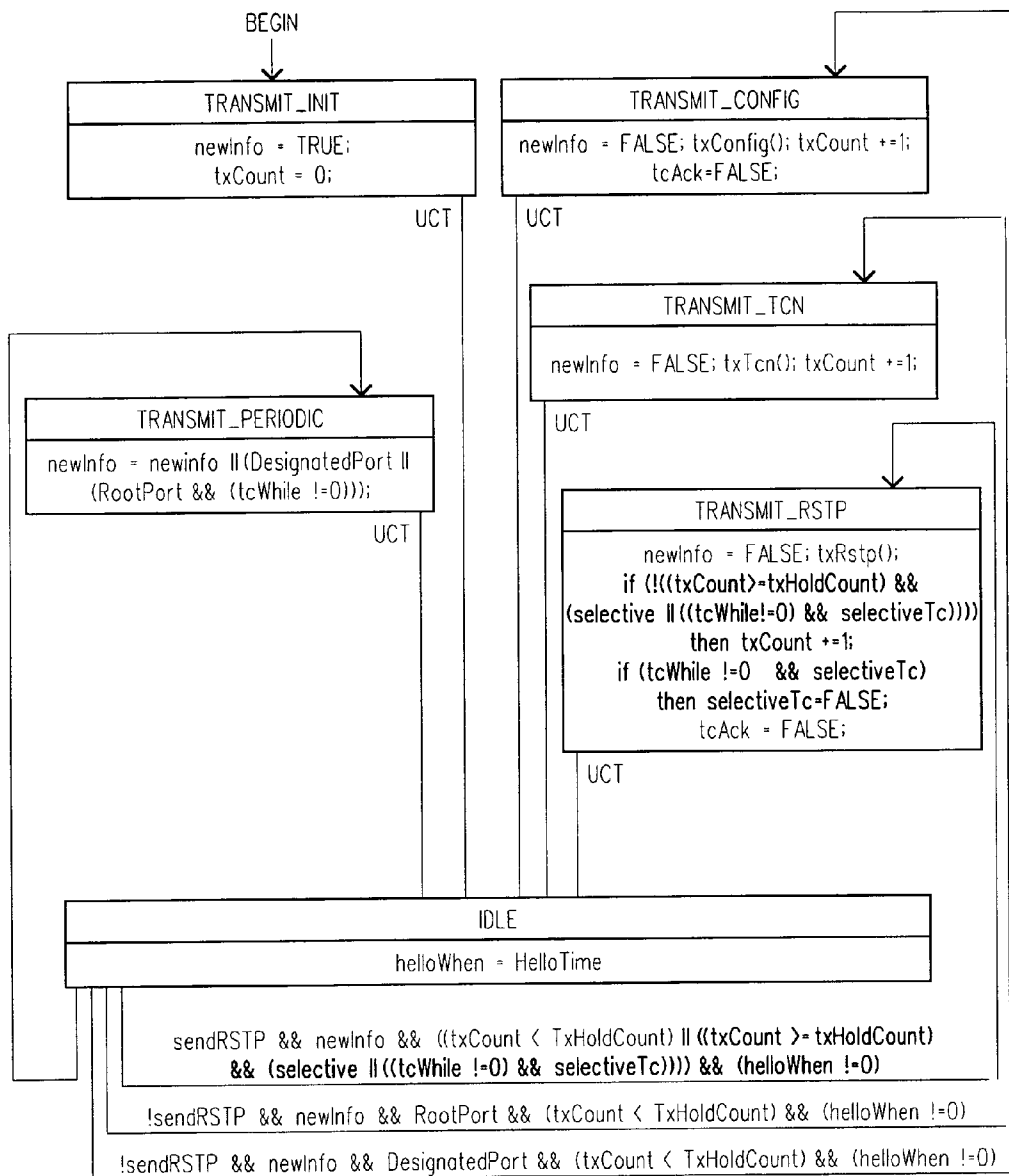 BEGIN
TRANSMIT_INIT
newInfo = TRUE;
txCount = 0;
UCT
TRANSMIT_CONFIG
newInfo = FALSE; txConfig(); txCount +=1;
tcAck=FALSE;
UCT
TRANSMIT_TCN
newInfo = FALSE; txTcn(); txCount +=1;
UCT
TRANSMIT_PERIODIC
newInfo = newinfo ||(DesignatedPort ||
(RootPort && (tcWhile !=0)));
UCT
TRANSMIT_RSTP
newInfo = FALSE; txRstp();
if (!((txCount>=txHoldCount) &&
(selective ||((tcWhile!=0) && selectiveTc))))
then txCount +=1;
if (tcWhile !=0 && selectiveTc)
then selectiveTc=FALSE;
tcAck = FALSE;
UCT
IDLE
helloWhen = HelloTime
sendRSTP && newInfo && ((txCount < TxHoldCount) || ((txCount >= txHoldCount)
&& (selective ||((tcWhile !=0) && selectiveTc)))) && (helloWhen !=0)
!sendRSTP && newInfo && RootPort && (txCount < TxHoldCount) && (helloWhen !=0)
!sendRSTP && newInfo && DesignatedPort && (txCount < TxHoldCount) && (helloWhen !=0)